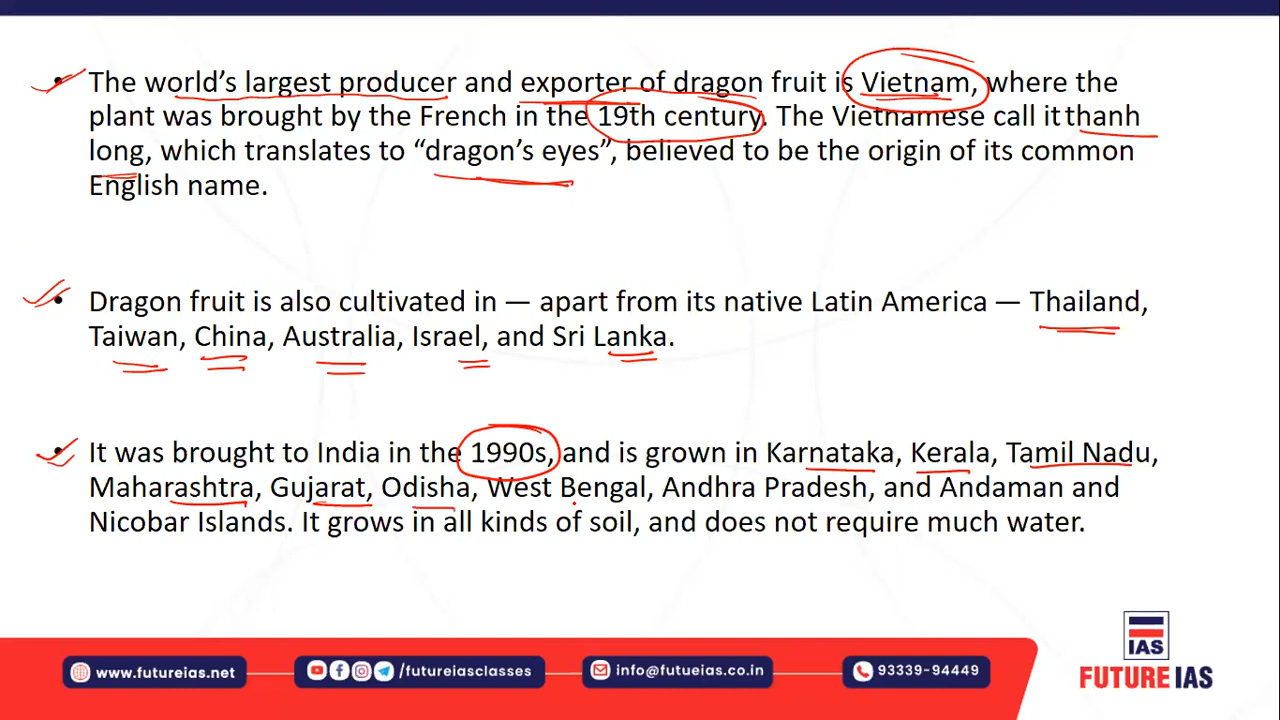 • The world's largest producer and exporter of dragon fruit is Vietnam, where the
plant was brought by the French in the 19th century. The Vietnamese call it thanh
long, which translates to “dragon's eyes”, believed to be the origin of its common
English name.
• Dragon fruit is also cultivated in — apart from its native Latin America — Thailand,
Taiwan, China, Australia, Israel, and Sri Lanka.
• It was brought to India in the 1990s, and is grown in Karnataka, Kerala, Tamil Nadu,
Maharashtra, Gujarat, Odisha, West Bengal, Andhra Pradesh, and Andaman and
Nicobar Islands. It grows in all kinds of soil, and does not require much water.
www.futureias.net
/futureiasclasses
info@futueias.co.in
93339-94449
IAS
FUTURE IAS